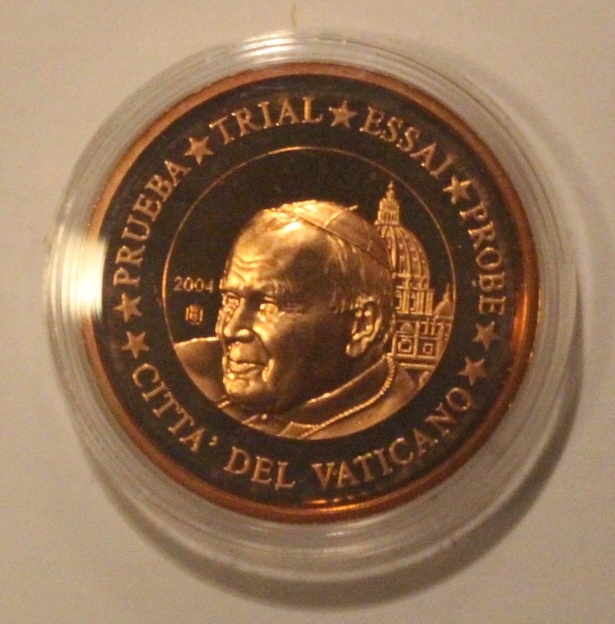 ★ PRUEBA ★ TRIAL ★ ESSAI ★ PROBE ★
★ CITTA' DEL VATICANO ★
2004